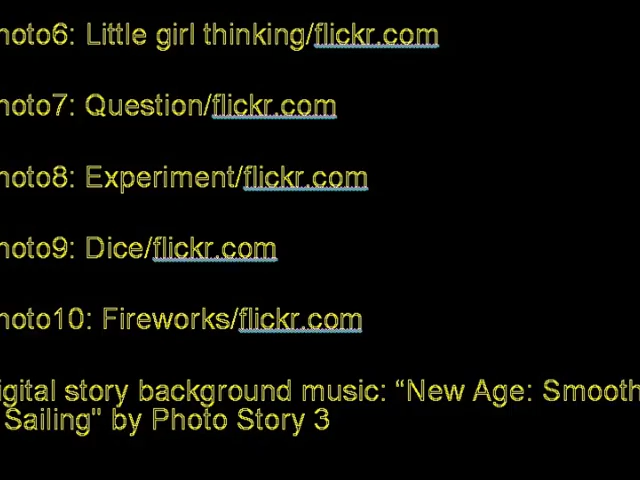 hoto6: Little girl thinking/flickr.com
hoto7: Question/flickr.com
hoto8: Experiment/flickr.com
hoto9: Dice/flickr.com
hoto10: Fireworks/flickr.com
igital story background music: “New Age: Smooth
Sailing" by Photo Story 3